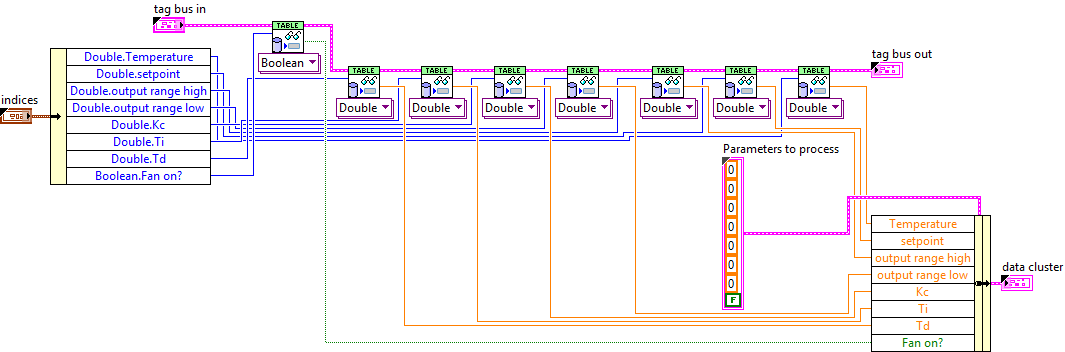 tag bus in
TABLE
Boolean
Double.Temperature
Double.setpoint
Double.output range high
Double.output range low
Double.Kc
Double.Ti
Double.Td
Boolean.Fan on?
indices
TABLE TABLE TABLE TABLE TABLE TABLE TABLE
Double Double Double Double Double Double Double
tag bus out
Parameters to process
0
0
0
0
0
0
0
F
Temperature
setpoint
output range high
output range low
Kc
Ti
Td
Fan on?
data cluster